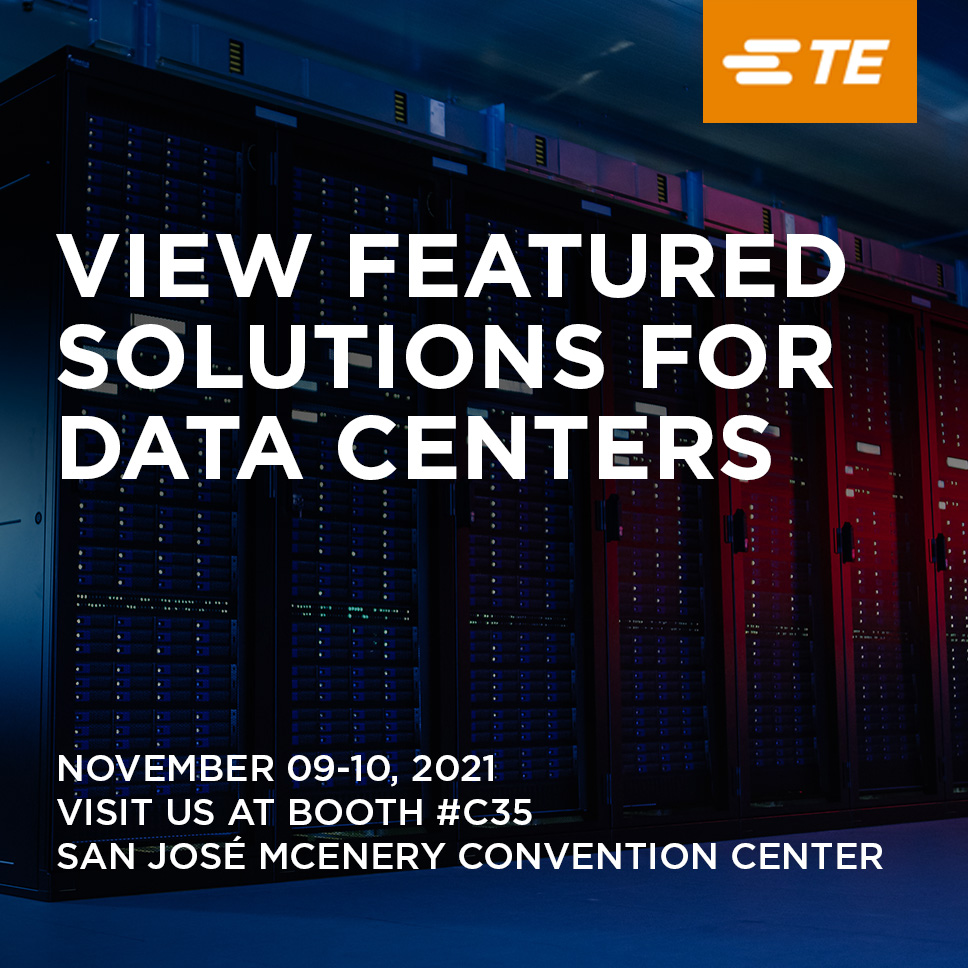 TE
VIEW FEATURED
SOLUTIONS FOR
DATA CENTERS
NOVEMBER 09-10, 2021
VISIT US AT BOOTH #C35
SAN JOSÉ MCENERY CONVENTION CENTER